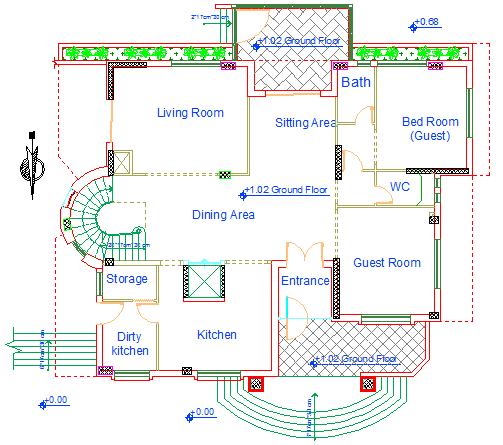 +0.68
+1.02 Ground Floor
Bath
Living Room
Sitting Area
Bed Room
(Guest)
WC
+1.02 Ground Floor
Dining Area
Guest Room
Storage
Entrance
Dirty
kitchen
Kitchen
+1.02 Ground Floor
+0.00
+0.00